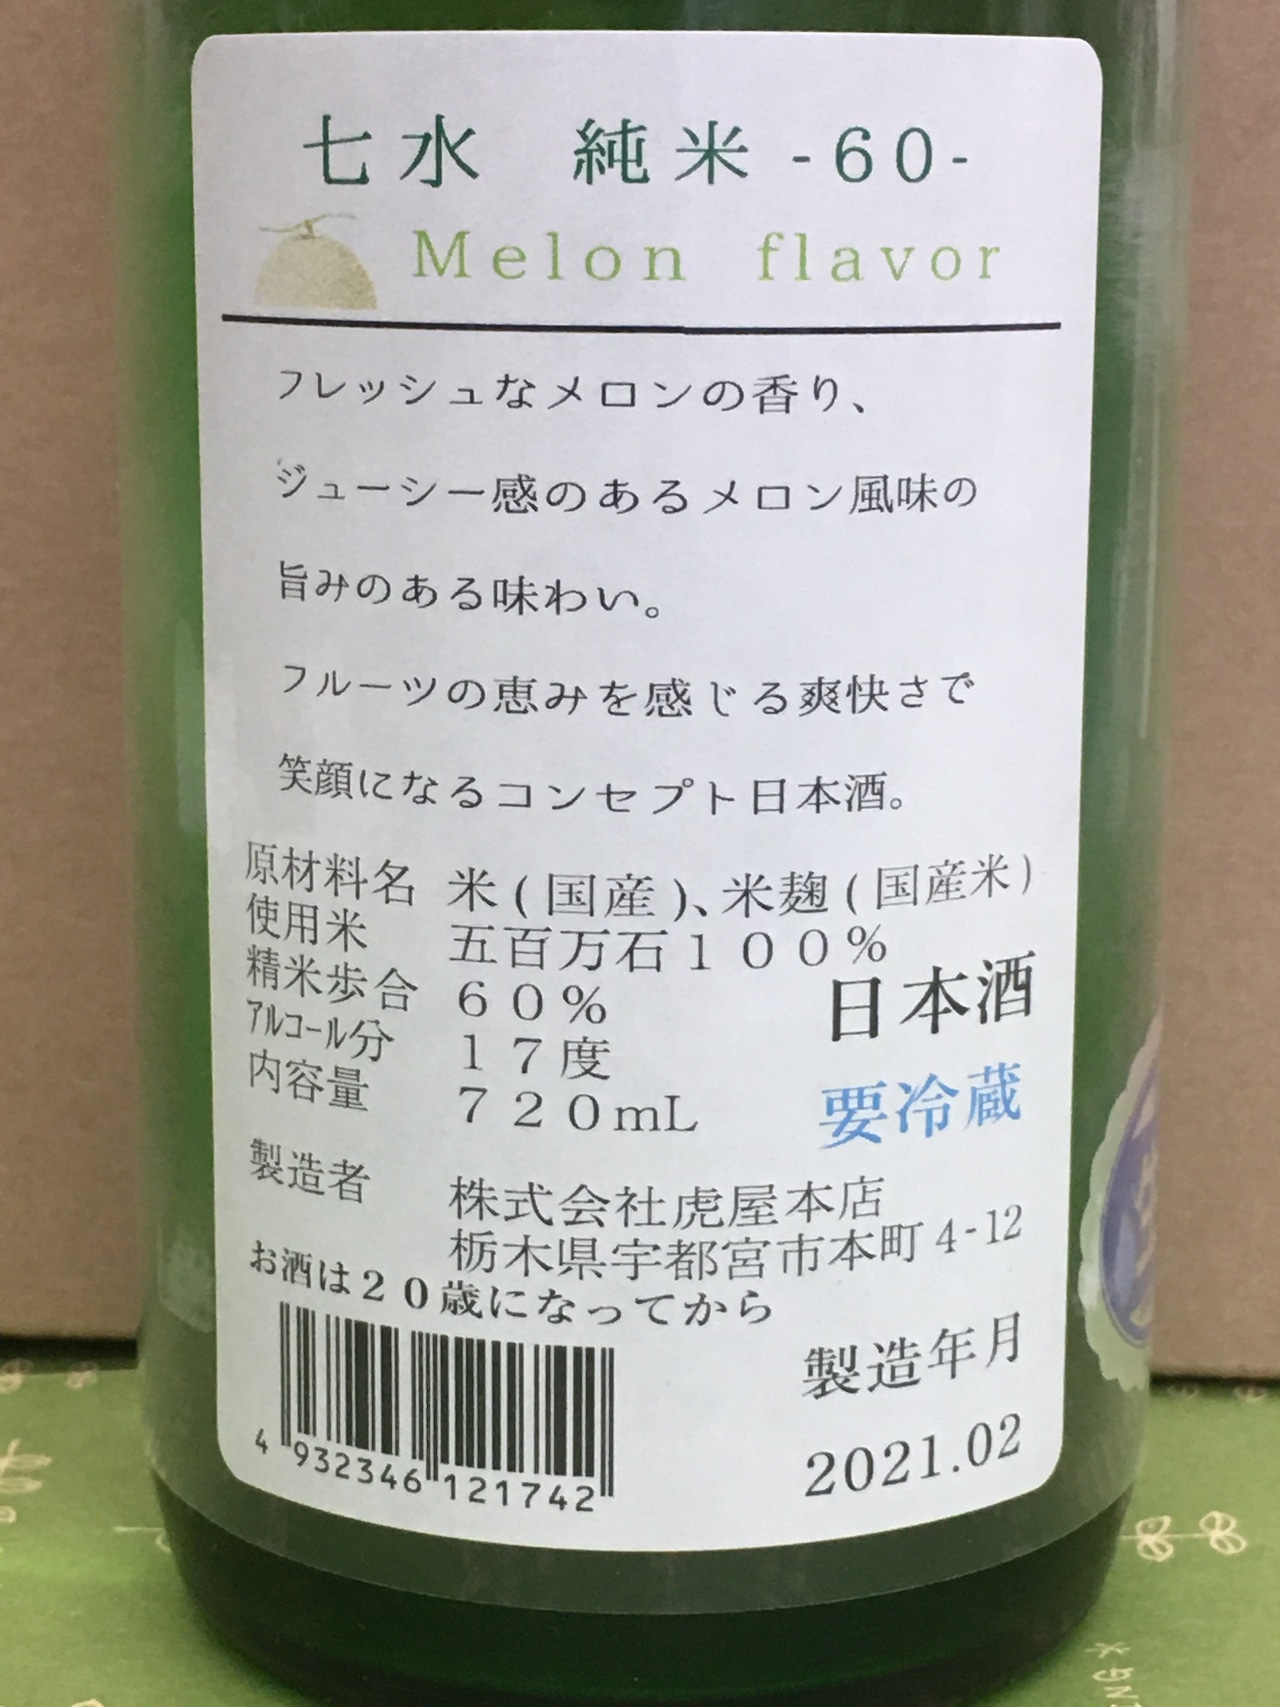 七水 純米 -60-
Melon flavor
フレッシュなメロンの香り、
ジューシー感のあるメロン風味の
旨みのある味わい。
フルーツの恵みを感じる爽快さで
笑顔になるコンセプト日本酒。
原材料名 米(国産)、米麹(国産米)
使用米 五百万石100%
精米歩合 60%
アルコール分 17度
内容量 720mL
日本酒
要冷蔵
製造者 株式会社虎屋本店
栃木県宇都宮市本町4-12
お酒は20歳になってから
製造年月
2021.02
4 932346 121742